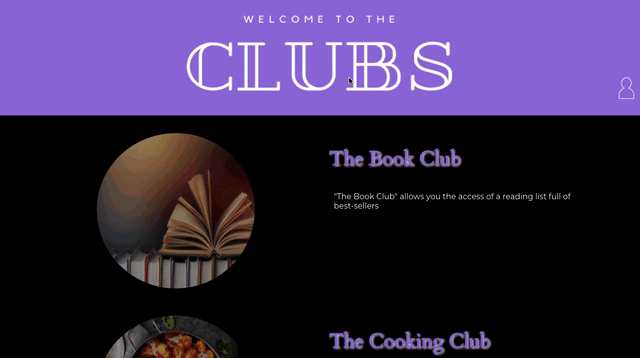 WELCOME TO THE
CLUBS
The Book Club
"The Book Club" allows you the access of a reading list full of
best-sellers
The Cooking Club